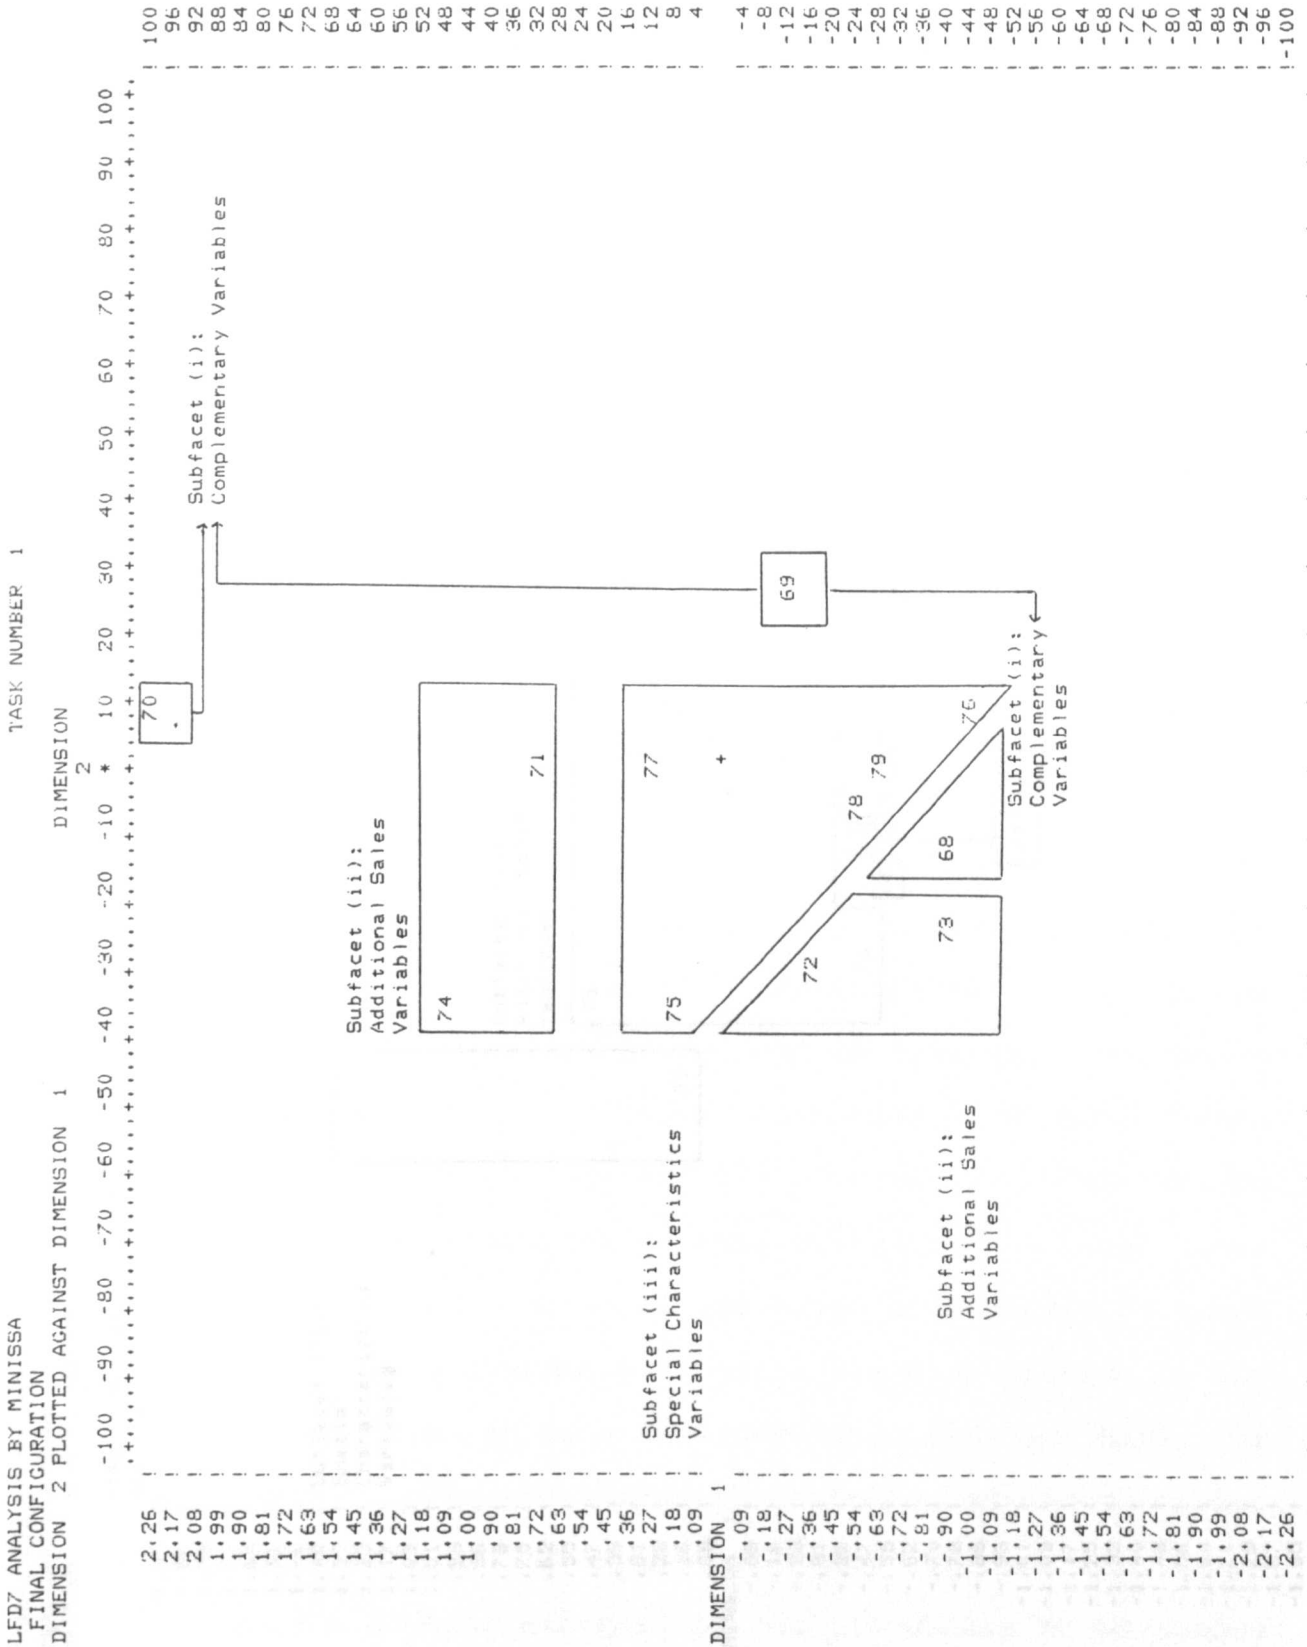 LFD7 ANALYSIS BY MINISSA TASK NUMBER 1
FINAL CONFIGURATION
DIMENSION 2 PLOTTED AGAINST DIMENSION 1 DIMENSION
2
-100 -90 -80 -70 -60 -50 -40 -30 -20 -10 * 10 20 30 40 50 60 70 80 90 100
2.26 ! 70 ! 100
2.17 ! ! 96
2.08 ! Subfacet (i): ! 92
1.99 ! Complementary Variables ! 88
1.90 ! ! 84
1.81 ! ! 80
1.72 ! ! 76
1.63 ! ! 72
1.54 ! ! 68
1.45 ! Subfacet (ii): ! 64
1.36 ! Additional Sales ! 60
1.27 ! Variables ! 56
1.18 ! ! 52
1.09 ! 74 ! 48
1.00 ! ! 44
.90 ! ! 40
.81 ! ! 36
.72 ! 71 ! 32
.63 ! ! 28
.54 ! ! 24
.45 ! ! 20
.36 ! ! 16
.27 ! Subfacet (iii): 77 ! 12
.18 ! Special Characteristics 75 ! 8
.09 ! Variables ! 4
DIMENSION 1 +
-.09 ! ! -4
-.18 ! ! -8
-.27 ! 69 ! -12
-.36 ! 72 ! -16
-.45 ! ! -20
-.54 ! 78 ! -24
-.63 ! 79 ! -28
-.72 ! ! -32
-.81 ! ! -36
-.90 ! Subfacet (ii): 73 68 ! -40
-1.00 ! Additional Sales 76 ! -44
-1.09 ! Variables ! -48
-1.18 ! Subfacet (i): ! -52
-1.27 ! Complementary ! -56
-1.36 ! Variables ! -60
-1.45 ! ! -64
-1.54 ! ! -68
-1.63 ! ! -72
-1.72 ! ! -76
-1.81 ! ! -80
-1.90 ! ! -84
-1.99 ! ! -88
-2.08 ! ! -92
-2.17 ! ! -96
-2.26 ! ! -100